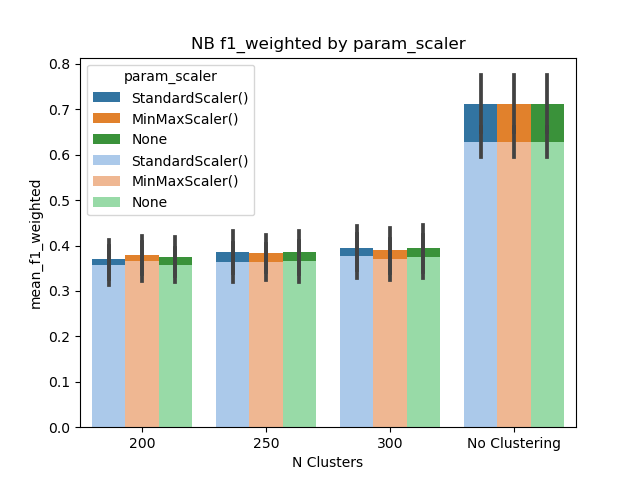 NB f1_weighted by param_scaler
mean_f1_weighted
0.8
0.7
0.6
0.5
0.4
0.3
0.2
0.1
0.0
param_scaler
StandardScaler()
MinMaxScaler()
None
StandardScaler()
MinMaxScaler()
None
200
250
300
No Clustering
N Clusters